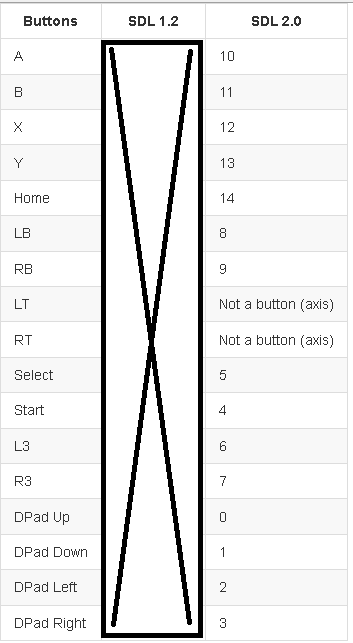 Buttons SDL 1.2 SDL 2.0
A 10
B 11
X 12
Y 13
Home 14
LB 8
RB 9
LT Not a button (axis)
RT Not a button (axis)
Select 5
Start 4
L3 6
R3 7
DPad Up 0
DPad Down 1
DPad Left 2
DPad Right 3